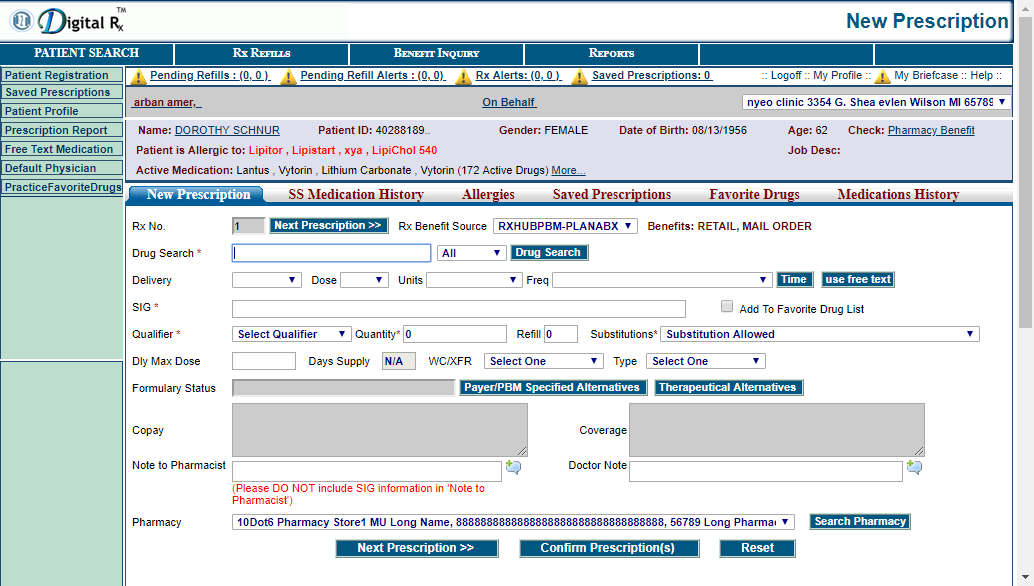 Digital Rx TM
New Prescription
PATIENT SEARCH RX REFILLS BENEFIT INQUIRY REPORTS
Patient Registration
Saved Prescriptions
Patient Profile
Prescription Report
Free Text Medication
Default Physician
PracticeFavoriteDrugs
Pending Refills : (0, 0 ) Pending Refill Alerts : (0, 0) Rx Alerts: (0, 0 ) Saved Prescriptions: 0 :: Logoff :: My Profile :: My Briefcase :: Help ::
arban amer, On Behalf nyeo clinic 3354 G. Shea evlen Wilson MI 65789
Name: DOROTHY SCHNUR Patient ID: 40288189.. Gender: FEMALE Date of Birth: 08/13/1956 Age: 62 Check: Pharmacy Benefit
Patient is Allergic to: Lipitor , Lipistart , xya , LipiChol 540 Job Desc:
Active Medication: Lantus , Vytorin , Lithium Carbonate , Vytorin (172 Active Drugs) More...
New Prescription SS Medication History Allergies Saved Prescriptions Favorite Drugs Medications History
Rx No. 1 Next Prescription >> Rx Benefit Source RXHUBPBM-PLANABX Benefits: RETAIL, MAIL ORDER
Drug Search * All Drug Search
Delivery Dose Units Freq Time use free text
SIG * Add To Favorite Drug List
Qualifier * Select Qualifier Quantity* 0 Refill 0 Substitutions* Substitution Allowed
Dly Max Dose Days Supply N/A WC/XFR Select One Type Select One
Formulary Status Payer/PBM Specified Alternatives Therapeutical Alternatives
Copay Coverage
Note to Pharmacist Doctor Note
(Please DO NOT include SIG information in 'Note to
Pharmacist')
Pharmacy 10Dot6 Pharmacy Store1 MU Long Name, Search Pharmacy
Next Prescription >> Confirm Prescription(s) Reset